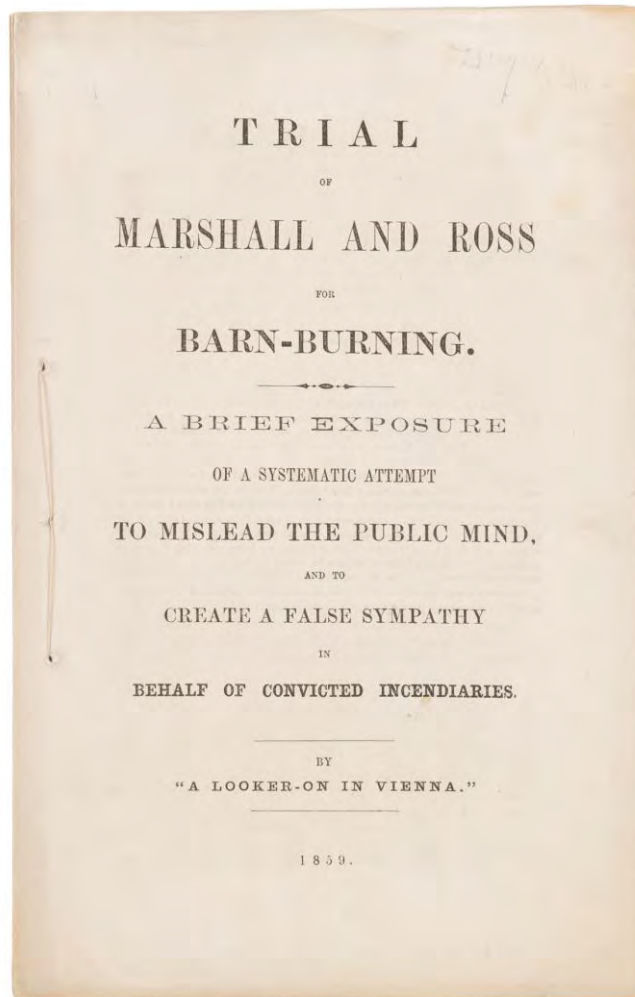 TRIAL
OF
MARSHALL AND ROSS
FOR
BARN-BURNING.
A BRIEF EXPOSURE
OF A SYSTEMATIC ATTEMPT
TO MISLEAD THE PUBLIC MIND,
AND TO
CREATE A FALSE SYMPATHY
IN
BEHALF OF CONVICTED INCENDIARIES.
BY
"A LOOKER-ON IN VIENNA."
1859.